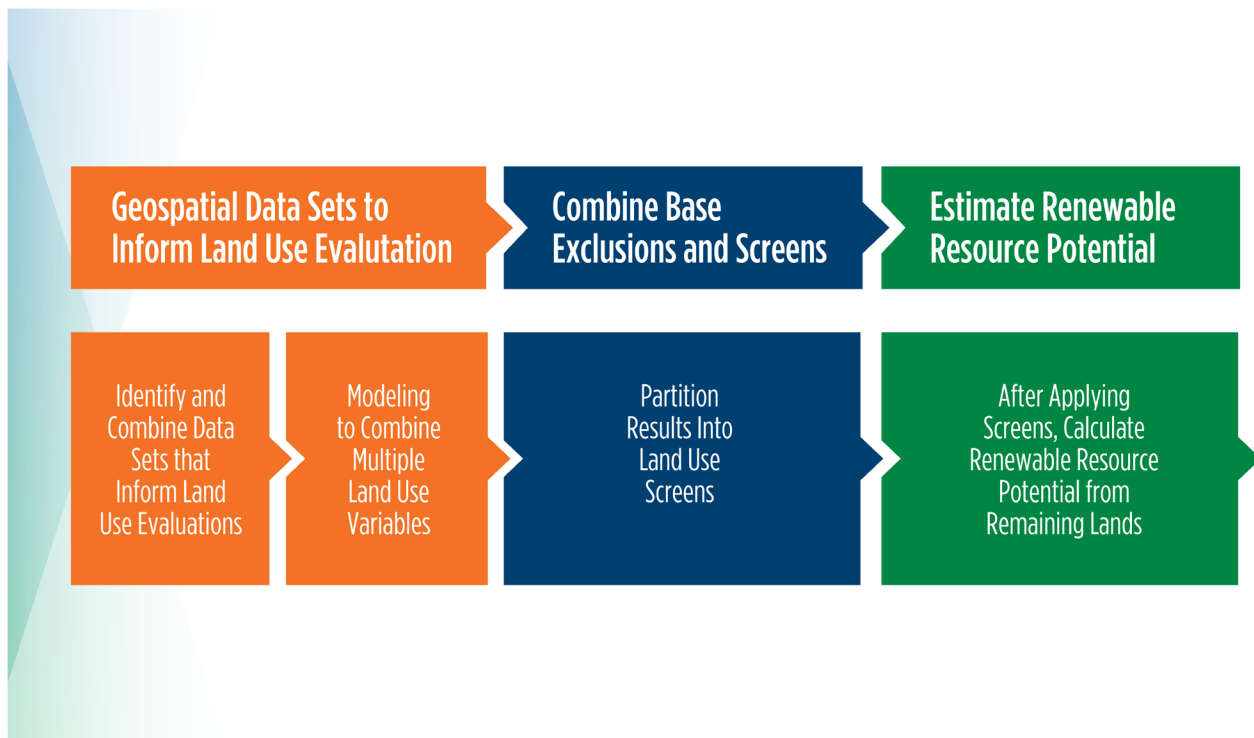 Geospatial Data Sets to
Inform Land Use Evalutation
Combine Base
Exclusions and Screens
Estimate Renewable
Resource Potential
Identify and
Combine Data
Sets that
Inform Land
Use Evaluations
Modeling
to Combine
Multiple
Land Use
Variables
Partition
Results Into
Land Use
Screens
After Applying
Screens, Calculate
Renewable Resource
Potential from
Remaining Lands